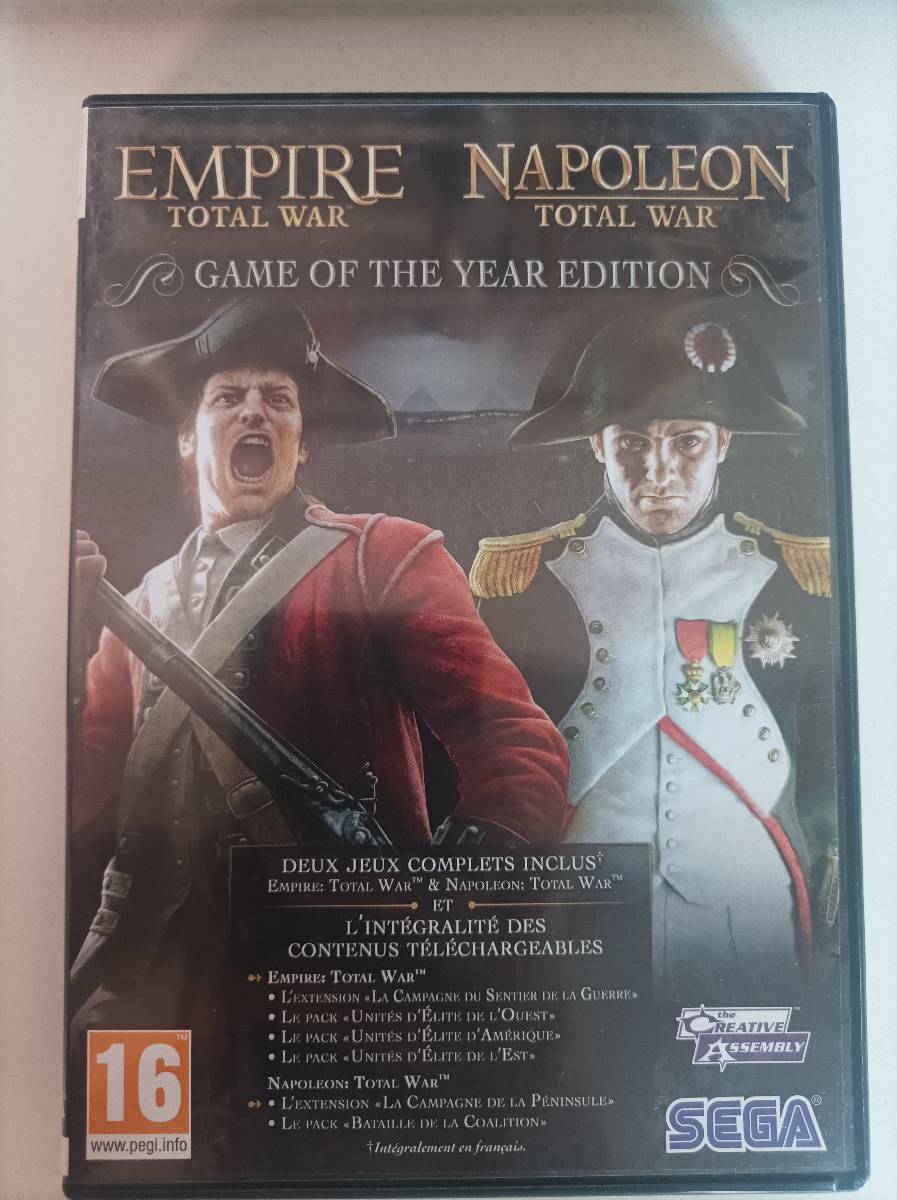 EMPIRE
TOTAL WAR™
NAPOLEON
TOTAL WAR™
GAME OF THE YEAR EDITION
DEUX JEUX COMPLETS INCLUS†
EMPIRE: TOTAL WAR™ & NAPOLEON: TOTAL WAR™
ET
L'INTÉGRALITÉ DES
CONTENUS TÉLÉCHARGEABLES
EMPIRE: TOTAL WAR™
• L'EXTENSION «LA CAMPAGNE DU SENTIER DE LA GUERRE»
• LE PACK «UNITÉS D'ÉLITE DE L'OUEST»
• LE PACK «UNITÉS D'ÉLITE D'AMÉRIQUE»
• LE PACK «UNITÉS D'ÉLITE DE L'EST»
NAPOLEON: TOTAL WAR™
• L'EXTENSION «LA CAMPAGNE DE LA PÉNINSULE»
• LE PACK «BATAILLE DE LA COALITION»
†Intégralement en français.
16™
www.pegi.info
the
CREATIVE
ASSEMBLY™
SEGA®